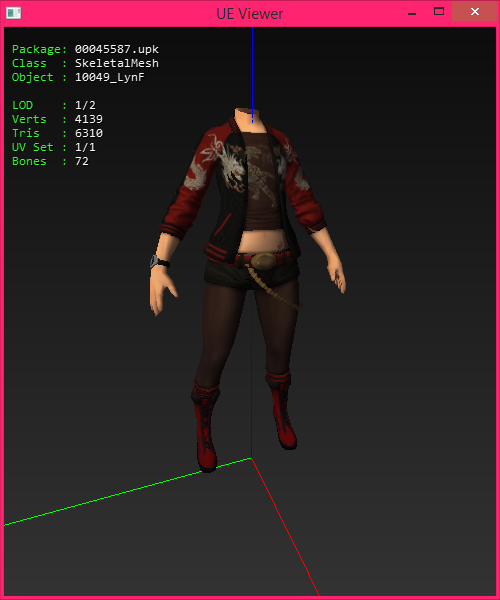 UE Viewer
Package: 00045587.upk
Class : SkeletalMesh
Object : 10049_LynF
LOD : 1/2
Verts : 4139
Tris : 6310
UV Set : 1/1
Bones : 72